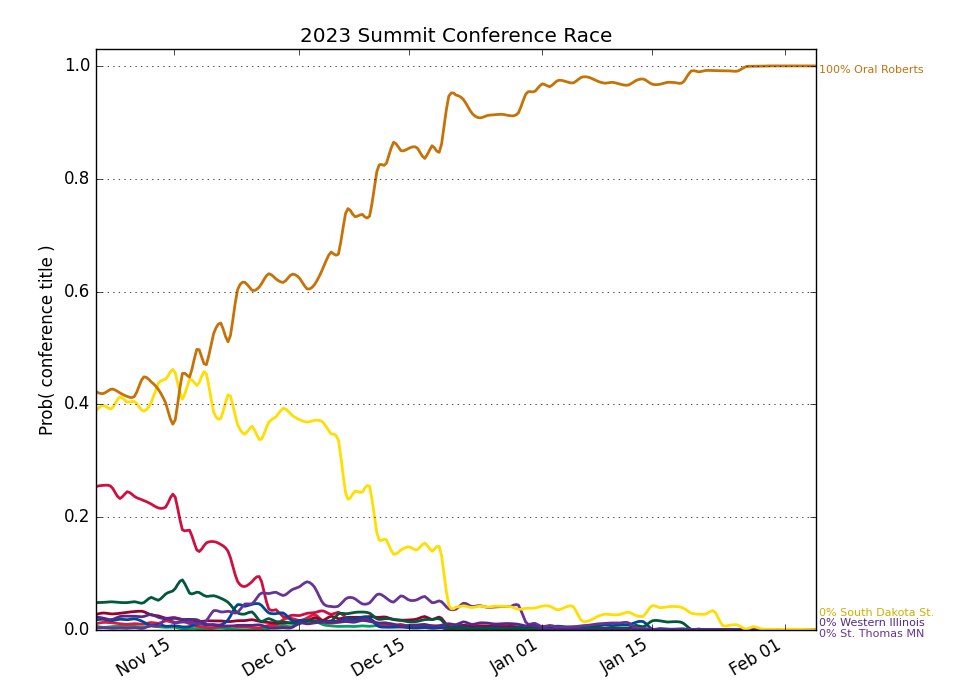 2023 Summit Conference Race
Prob( conference title )
1.0
0.8
0.6
0.4
0.2
0.0
Nov 15
Dec 01
Dec 15
Jan 01
Jan 15
Feb 01
100% Oral Roberts
0% South Dakota St.
0% Western Illinois
0% St. Thomas MN